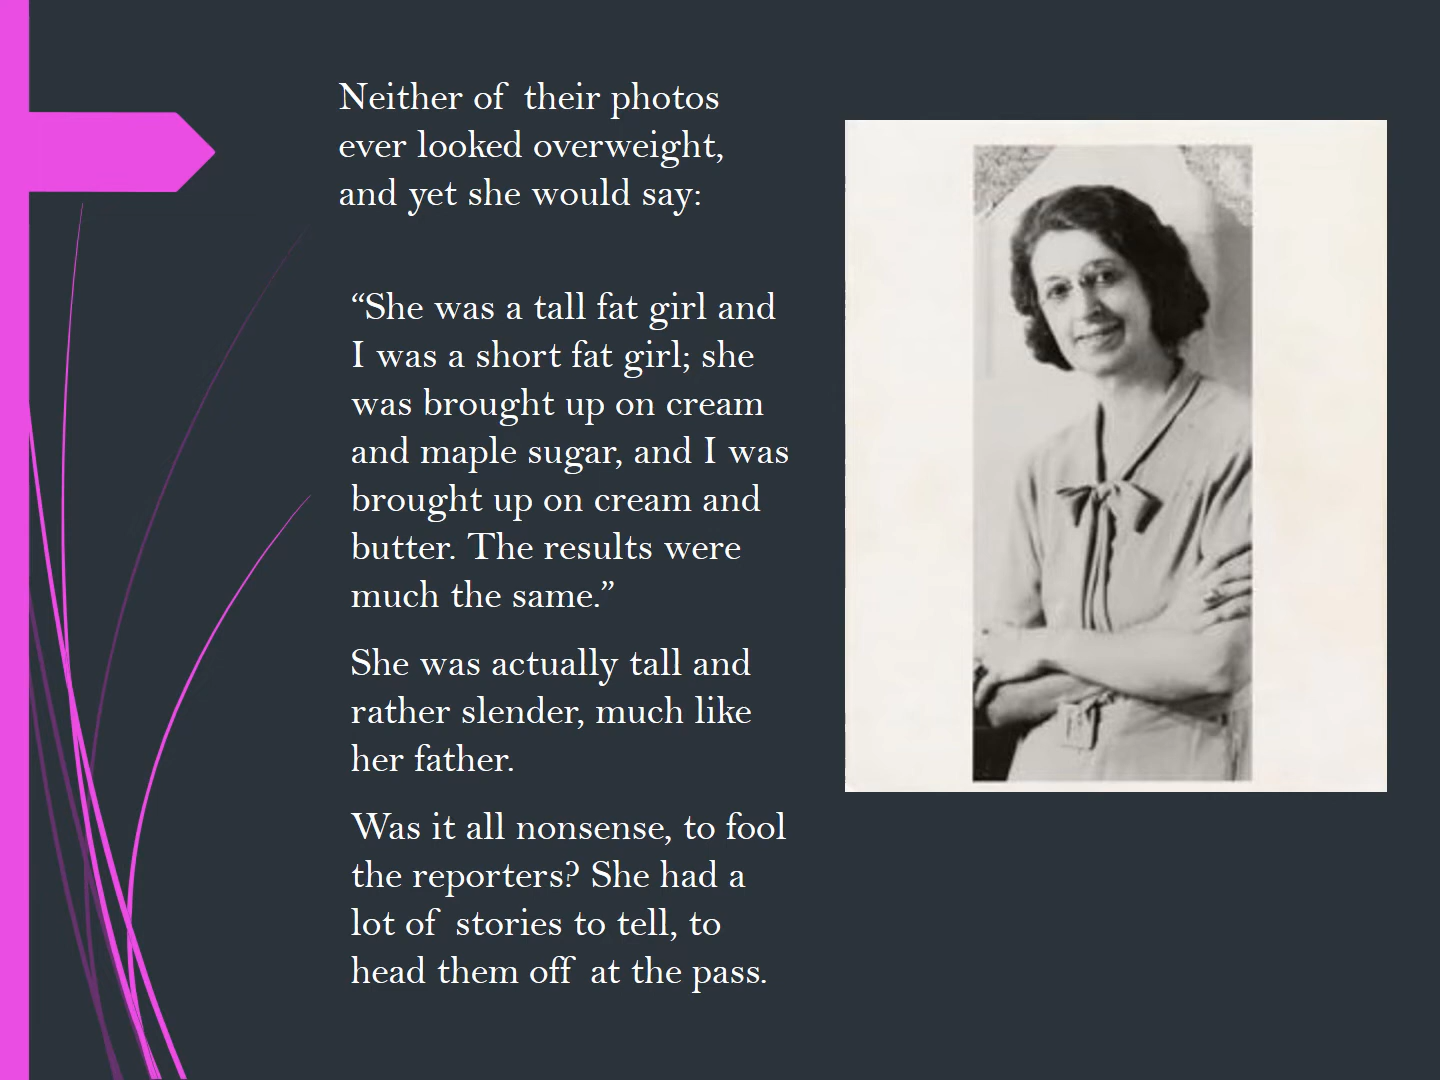 Neither of their photos
ever looked overweight,
and yet she would say:
“She was a tall fat girl and
I was a short fat girl; she
was brought up on cream
and maple sugar, and I was
brought up on cream and
butter. The results were
much the same.”
She was actually tall and
rather slender, much like
her father.
Was it all nonsense, to fool
the reporters? She had a
lot of stories to tell, to
head them off at the pass.